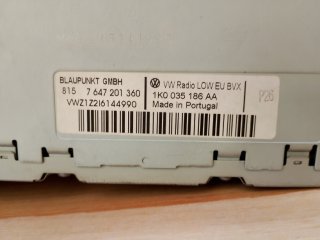 BLAUPUNKT GMBH
815 7 647 201 360
VWZ1Z2I6144990
VW Radio LOW EU BVX
1K0 035 186 AA
Made in Portugal
P26